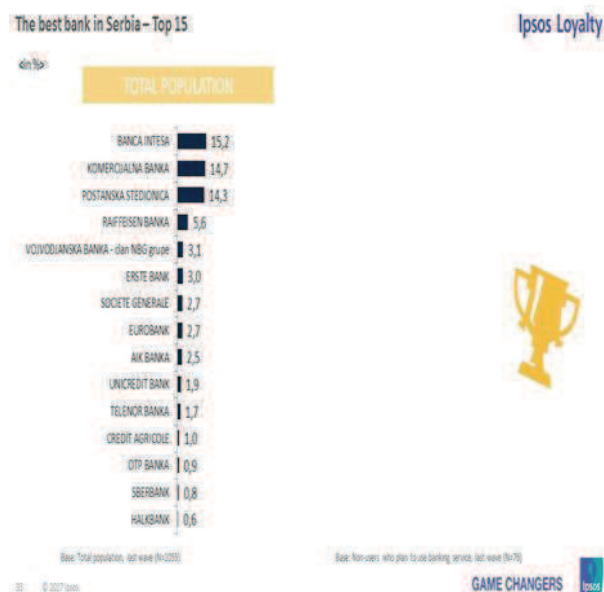 The best bank in Serbia – Top 15
Ipsos Loyalty
<in %>
TOTAL POPULATION
BANCA INTESA 15,2
KOMERCIJALNA BANKA 14,7
POSTANSKA STEDIONICA 14,3
RAIFFEISEN BANKA 5,6
VOJVODJANSKA BANKA - clan NBG grupe 3,1
ERSTE BANK 3,0
SOCIETE GENERALE 2,7
EUROBANK 2,7
AIK BANKA 2,5
UNICREDIT BANK 1,9
TELENOR BANKA 1,7
CREDIT AGRICOLE 1,0
OTP BANKA 0,9
SBERBANK 0,8
HALKBANK 0,6
Base: Total population, last wave
Base: Non-users who plan to use banking service, last wave
© 2017 Ipsos
GAME CHANGERS
Ipsos